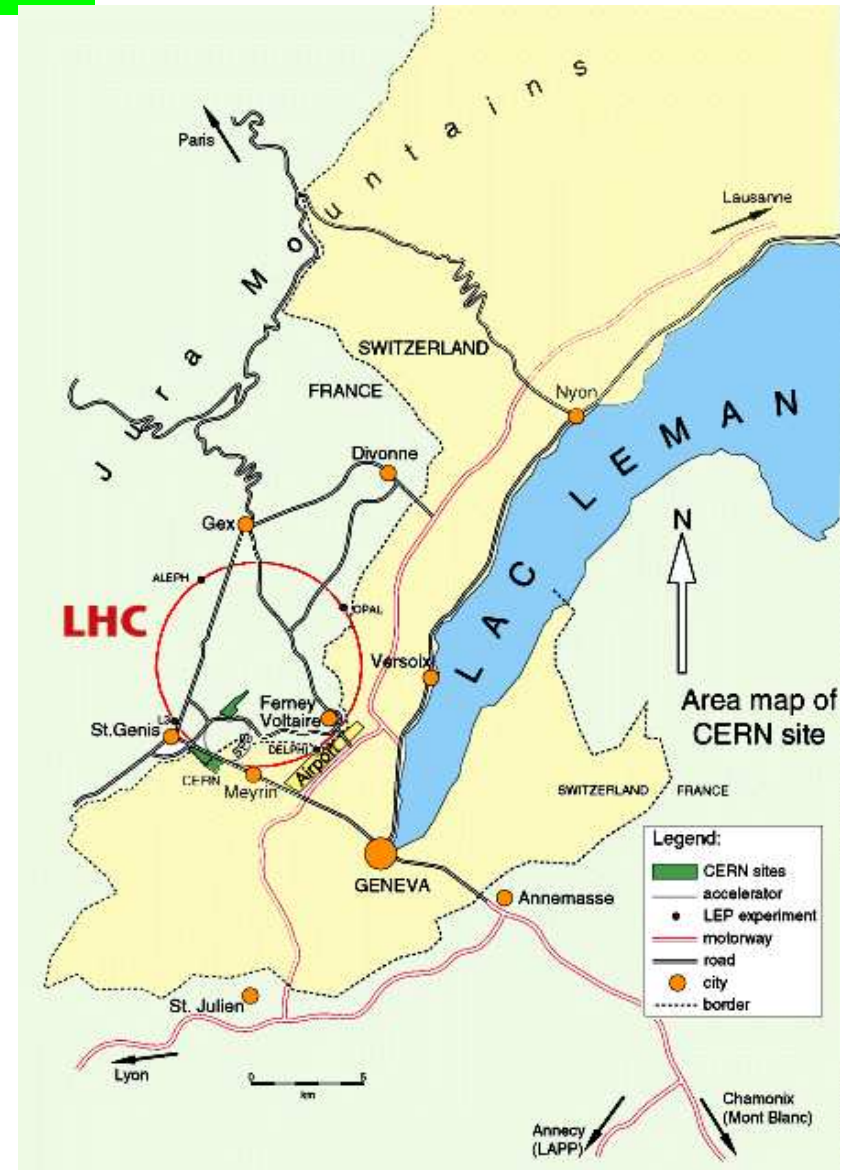 Jura Mountains
Paris
Lausanne
SWITZERLAND
FRANCE
Nyon
Divonne
LAC LEMAN
Gex
N
ALEPH
OPAL
LHC
Versoix
Area map of
CERN site
Ferney
Voltaire
L3
St.Genis
SPS
DELPHI
Airport
CERN
Meyrin
SWITZERLAND
FRANCE
GENEVA
Legend:
CERN sites
accelerator
LEP experiment
motorway
road
city
border
Annemasse
St. Julien
Lyon
0
5
km
Chamonix
(Mont Blanc)
Annecy
(LAPP)